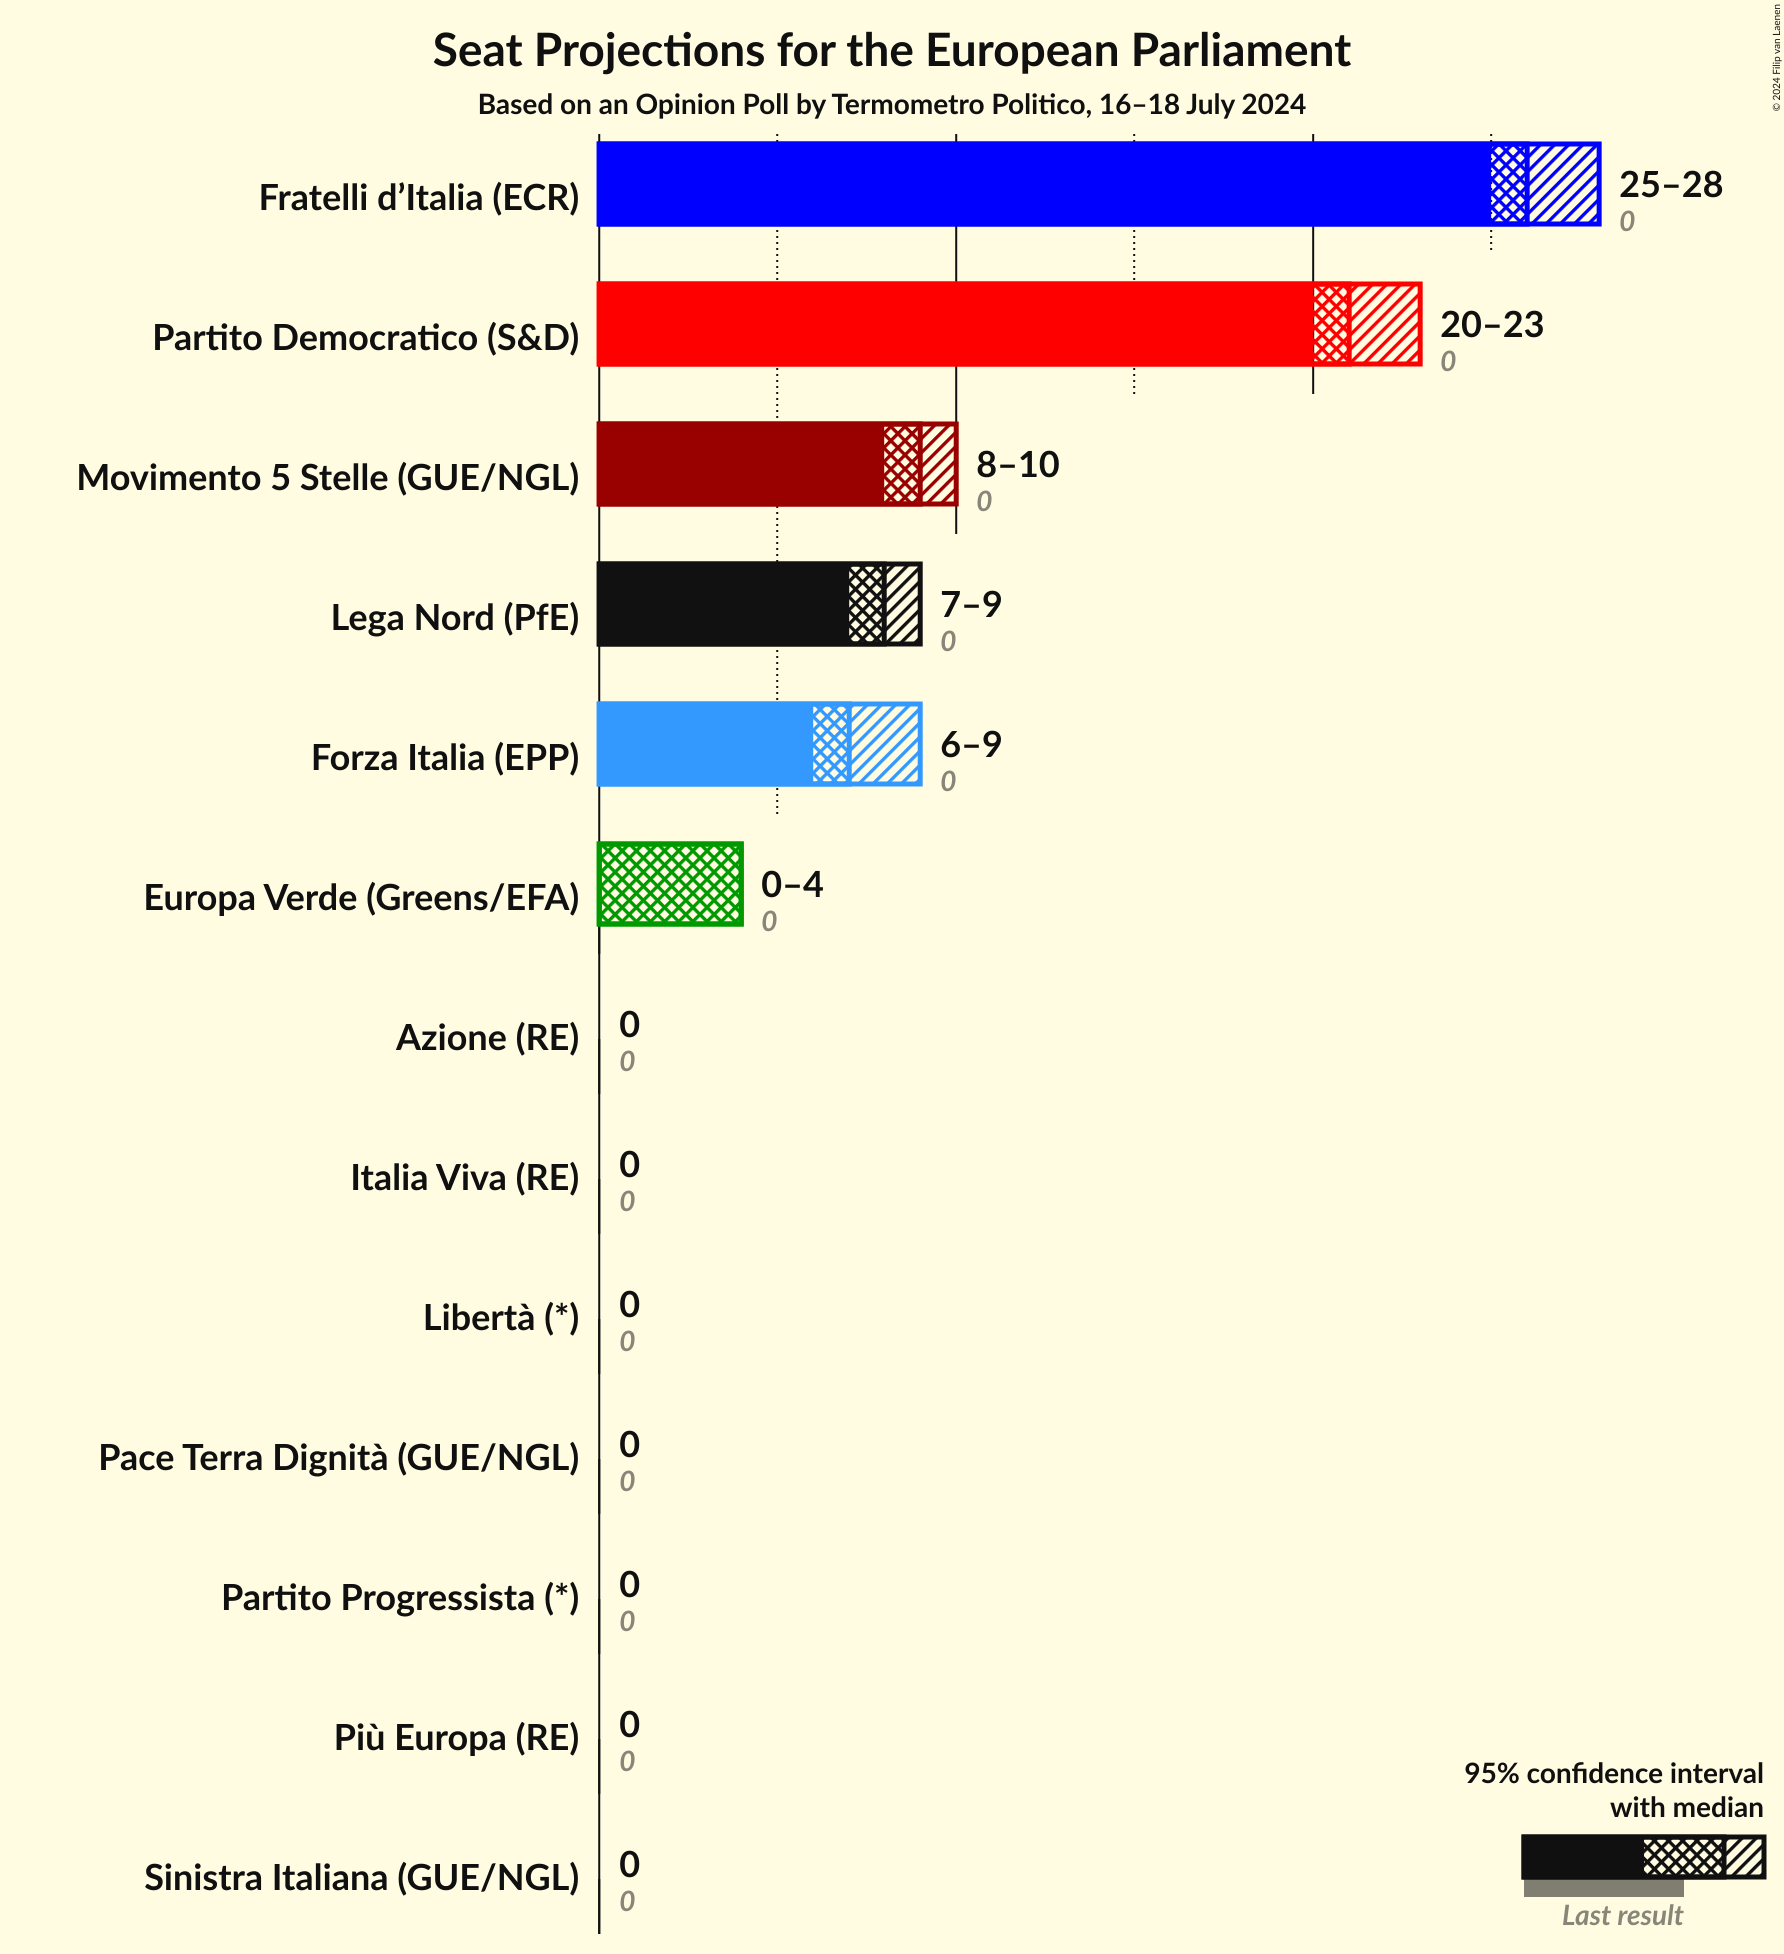 Seat Projections for the European Parliament
Based on an Opinion Poll by Termometro Politico, 16–18 July 2024
© 2024 Filip van Laenen
Fratelli d’Italia (ECR)
25–28
0
Partito Democratico (S&D)
20–23
0
Movimento 5 Stelle (GUE/NGL)
8–10
0
Lega Nord (PfE)
7–9
0
Forza Italia (EPP)
6–9
0
Europa Verde (Greens/EFA)
0–4
0
Azione (RE)
0
0
Italia Viva (RE)
0
0
Libertà (*)
0
0
Pace Terra Dignità (GUE/NGL)
0
0
Partito Progressista (*)
0
0
Più Europa (RE)
0
0
Sinistra Italiana (GUE/NGL)
0
0
95% confidence interval
with median
Last result